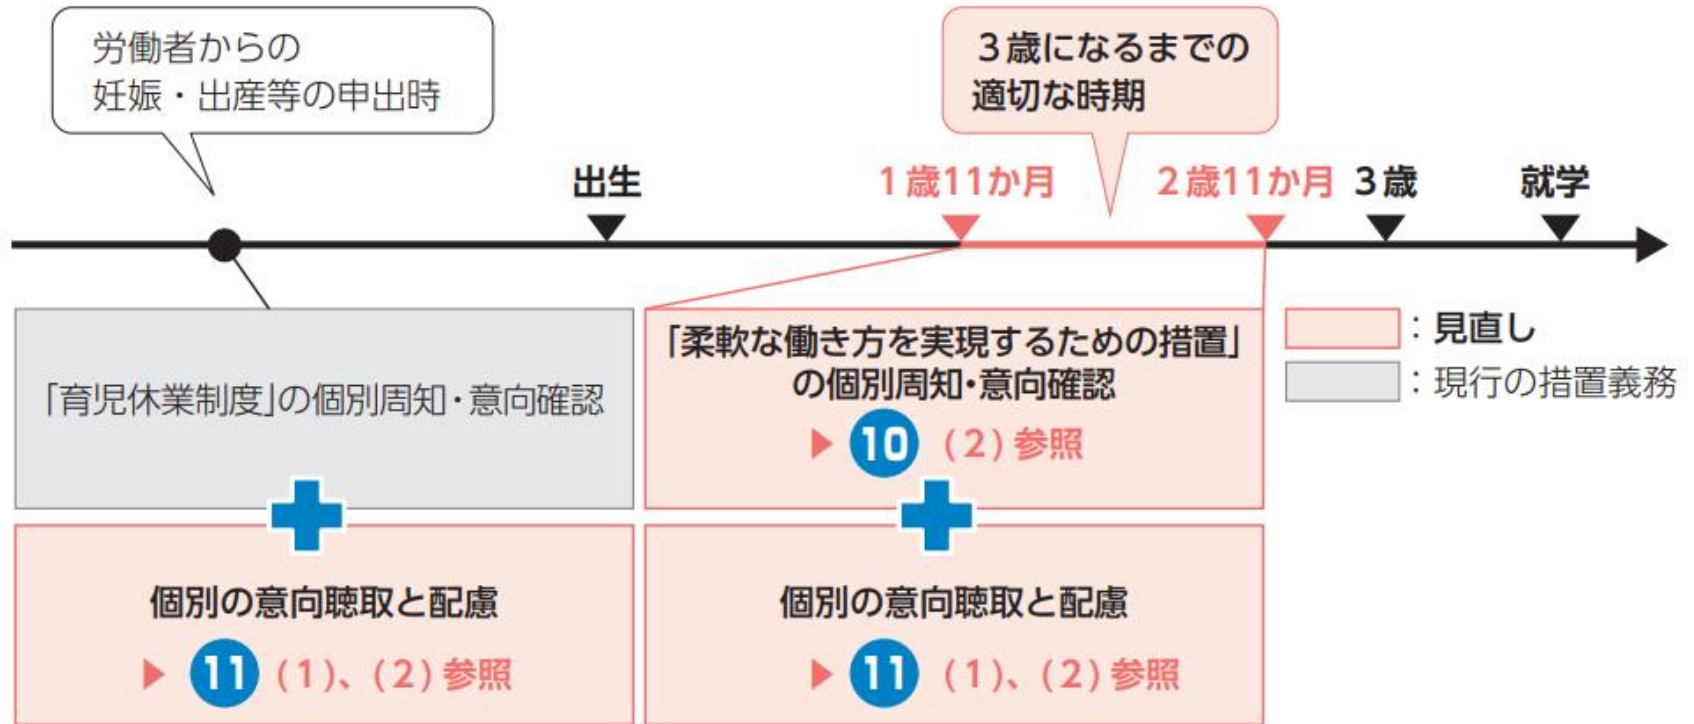 労働者からの
妊娠・出産等の申出時
3歳になるまでの
適切な時期
出生
1歳11か月
2歳11か月
3歳
就学
「育児休業制度」の個別周知・意向確認
「柔軟な働き方を実現するための措置」
の個別周知・意向確認
▶ 10 (2)参照
：見直し
：現行の措置義務
個別の意向聴取と配慮
▶ 11 (1)、(2)参照
個別の意向聴取と配慮
▶ 11 (1)、(2)参照